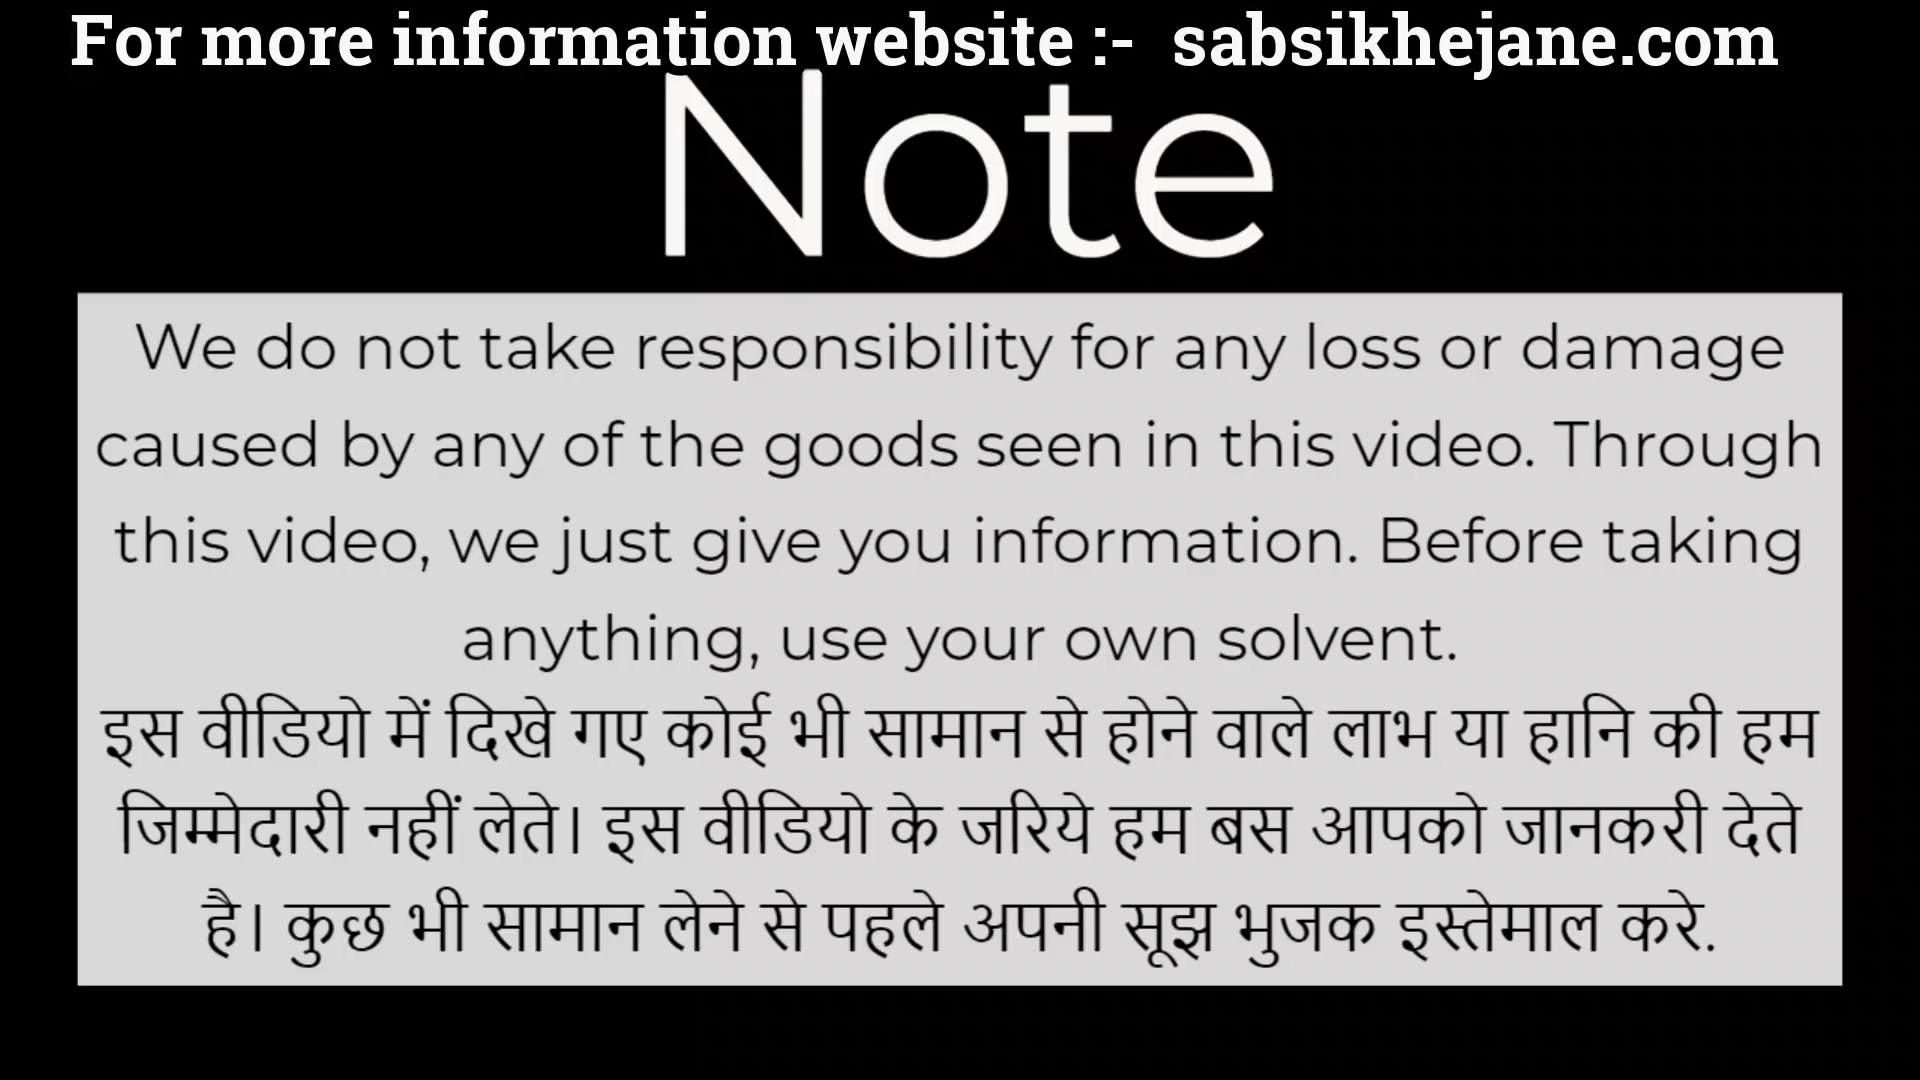 For more information website :- sabsikhejane.com
Note
We do not take responsibility for any loss or damage
caused by any of the goods seen in this video. Through
this video, we just give you information. Before taking
anything, use your own solvent.
इस वीडियो में दिखे गए कोई भी सामान से होने वाले लाभ या हानि की हम
जिम्मेदारी नहीं लेते। इस वीडियो के जरिये हम बस आपको जानकरी देते
है। कुछ भी सामान लेने से पहले अपनी सूझ भुजक इस्तेमाल करे.